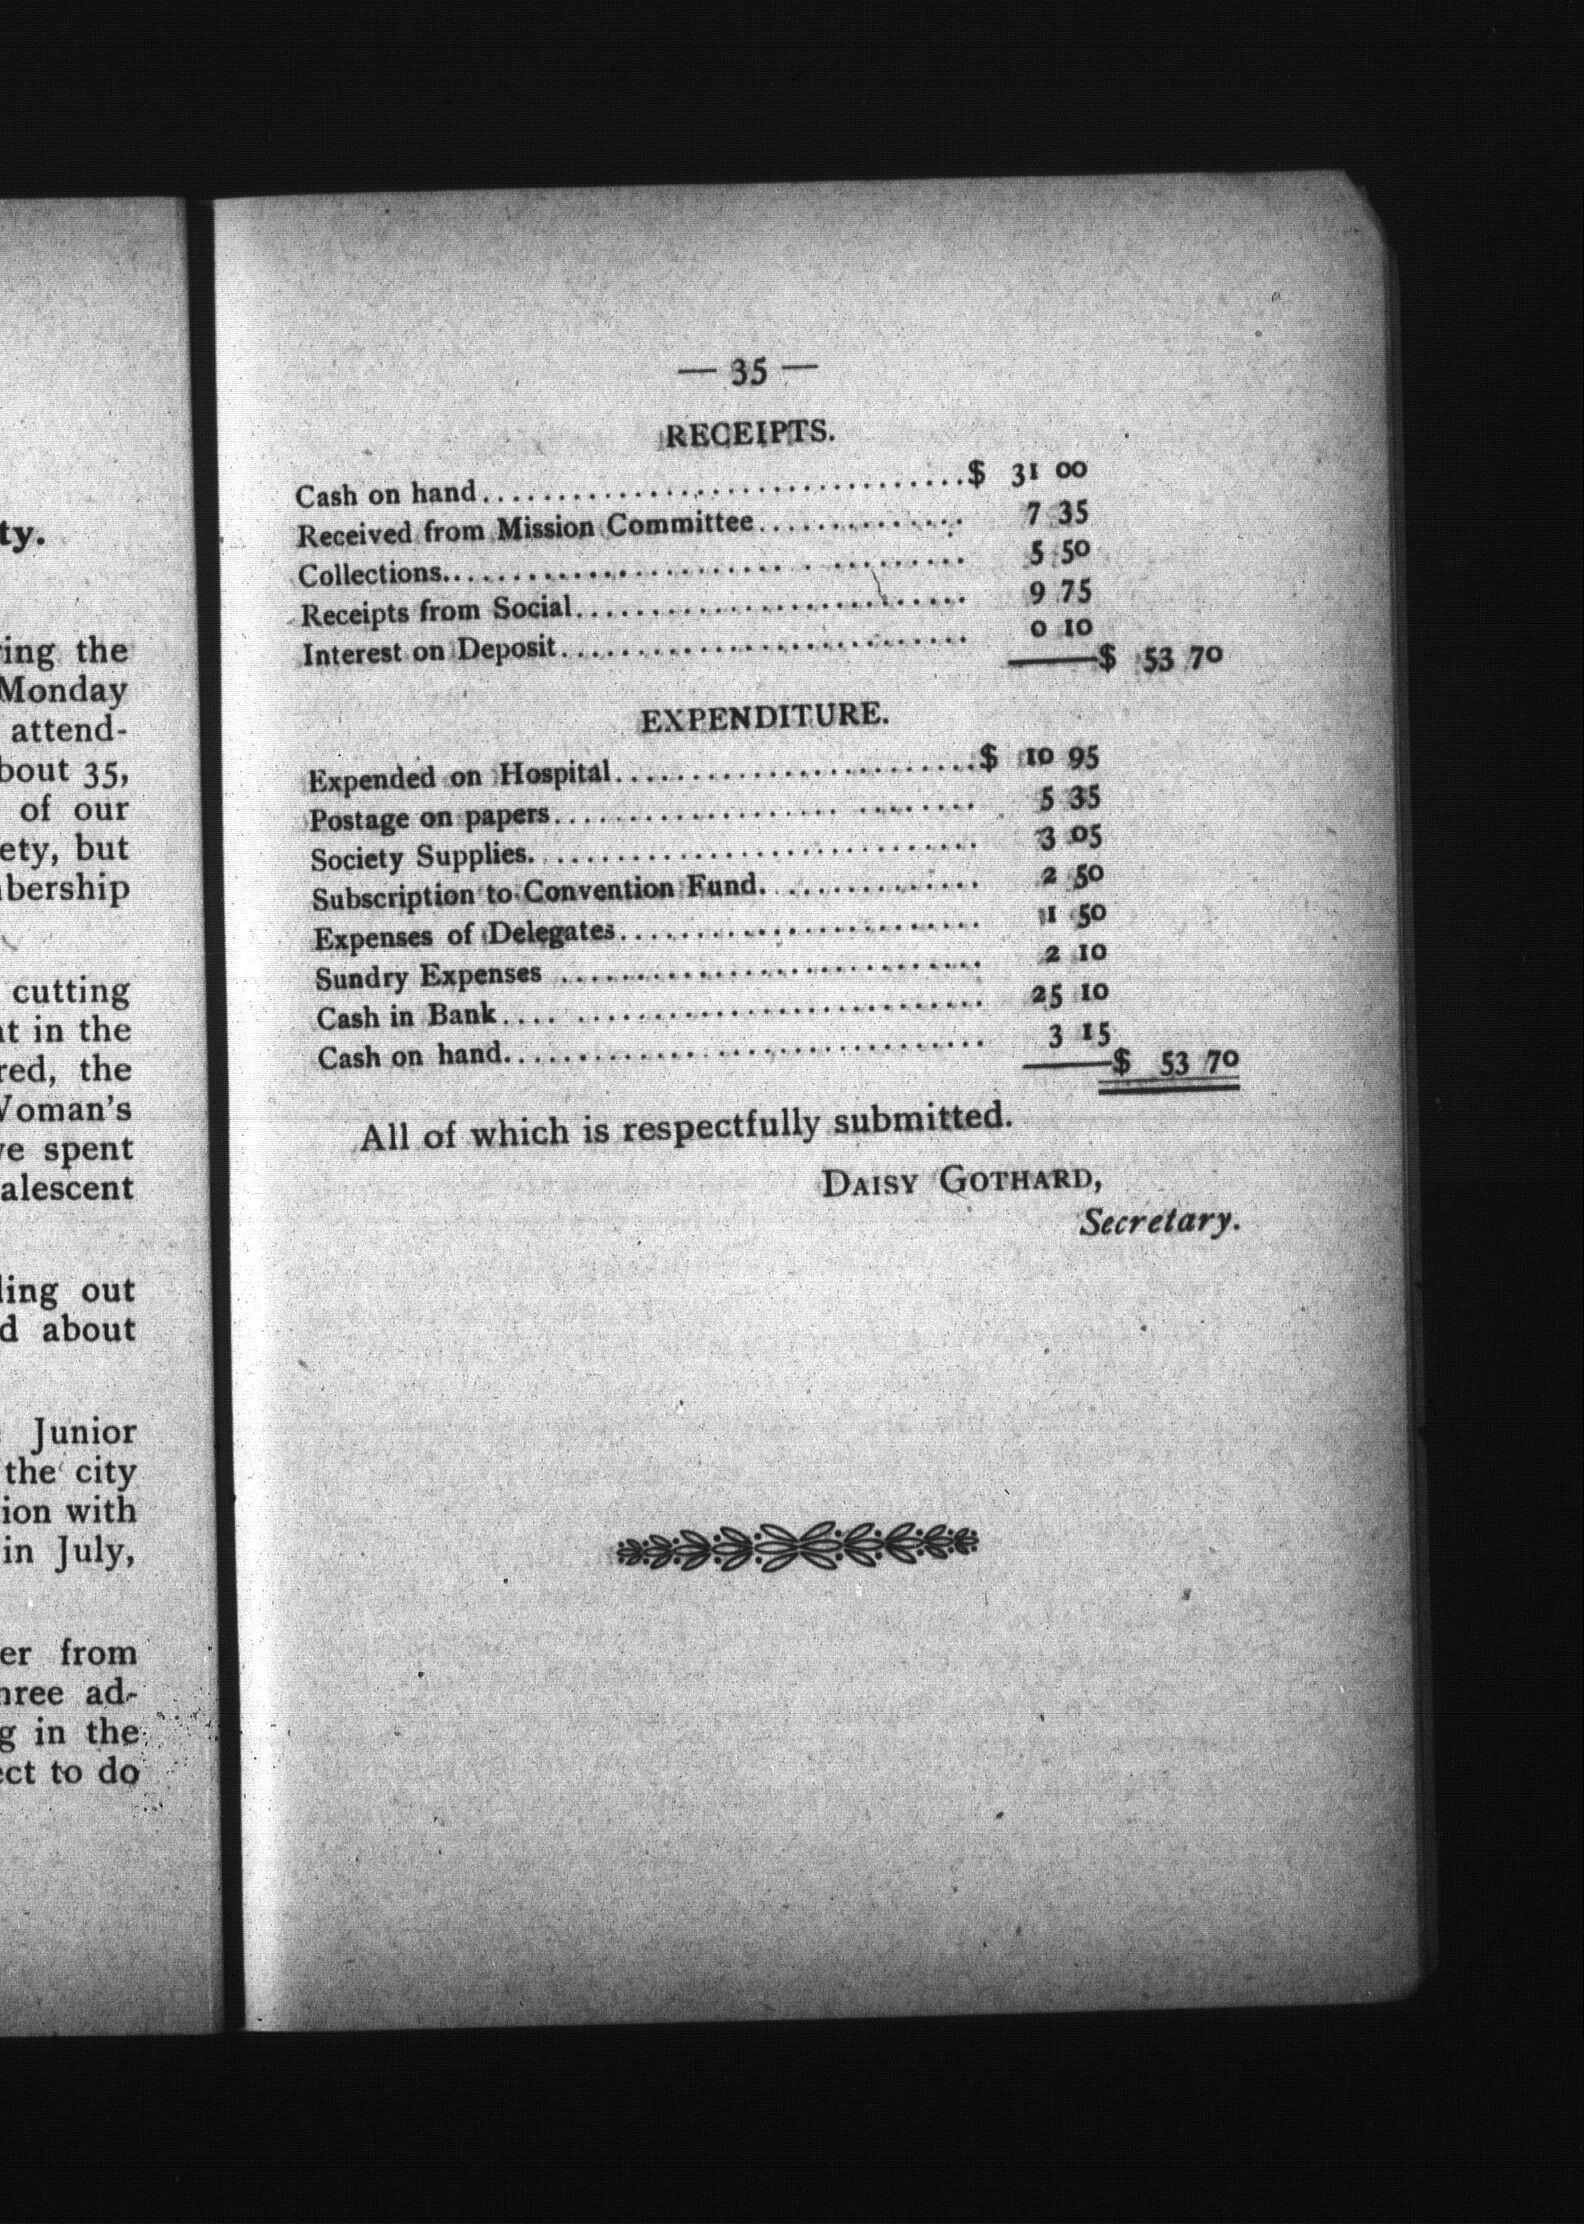 ty.
ring the
Monday
attend-
bout 35,
of our
ety, but
bership
cutting
t in the
red, the
Woman's
ve spent
alescent
ding out
d about
Junior
the city
tion with
in July,
er from
hree ad-
g in the
ect to do
— 35 —
RECEIPTS.
Cash on hand................................$ 31 00
Received from Mission Committee.............. 7 35
Collections.................................. 5 50
Receipts from Social......................... 9 75
Interest on Deposit.......................... 0 10
$ 53 70
EXPENDITURE.
Expended on Hospital........................$ 10 95
Postage on papers........................... 5 35
Society Supplies............................ 3 05
Subscription to Convention Fund............. 2 50
Expenses of Delegates....................... 1 50
Sundry Expenses ............................ 2 10
Cash in Bank.... ........................... 25 10
Cash on hand................................ 3 15
$ 53 70
All of which is respectfully submitted.
DAISY GOTHARD,
Secretary.